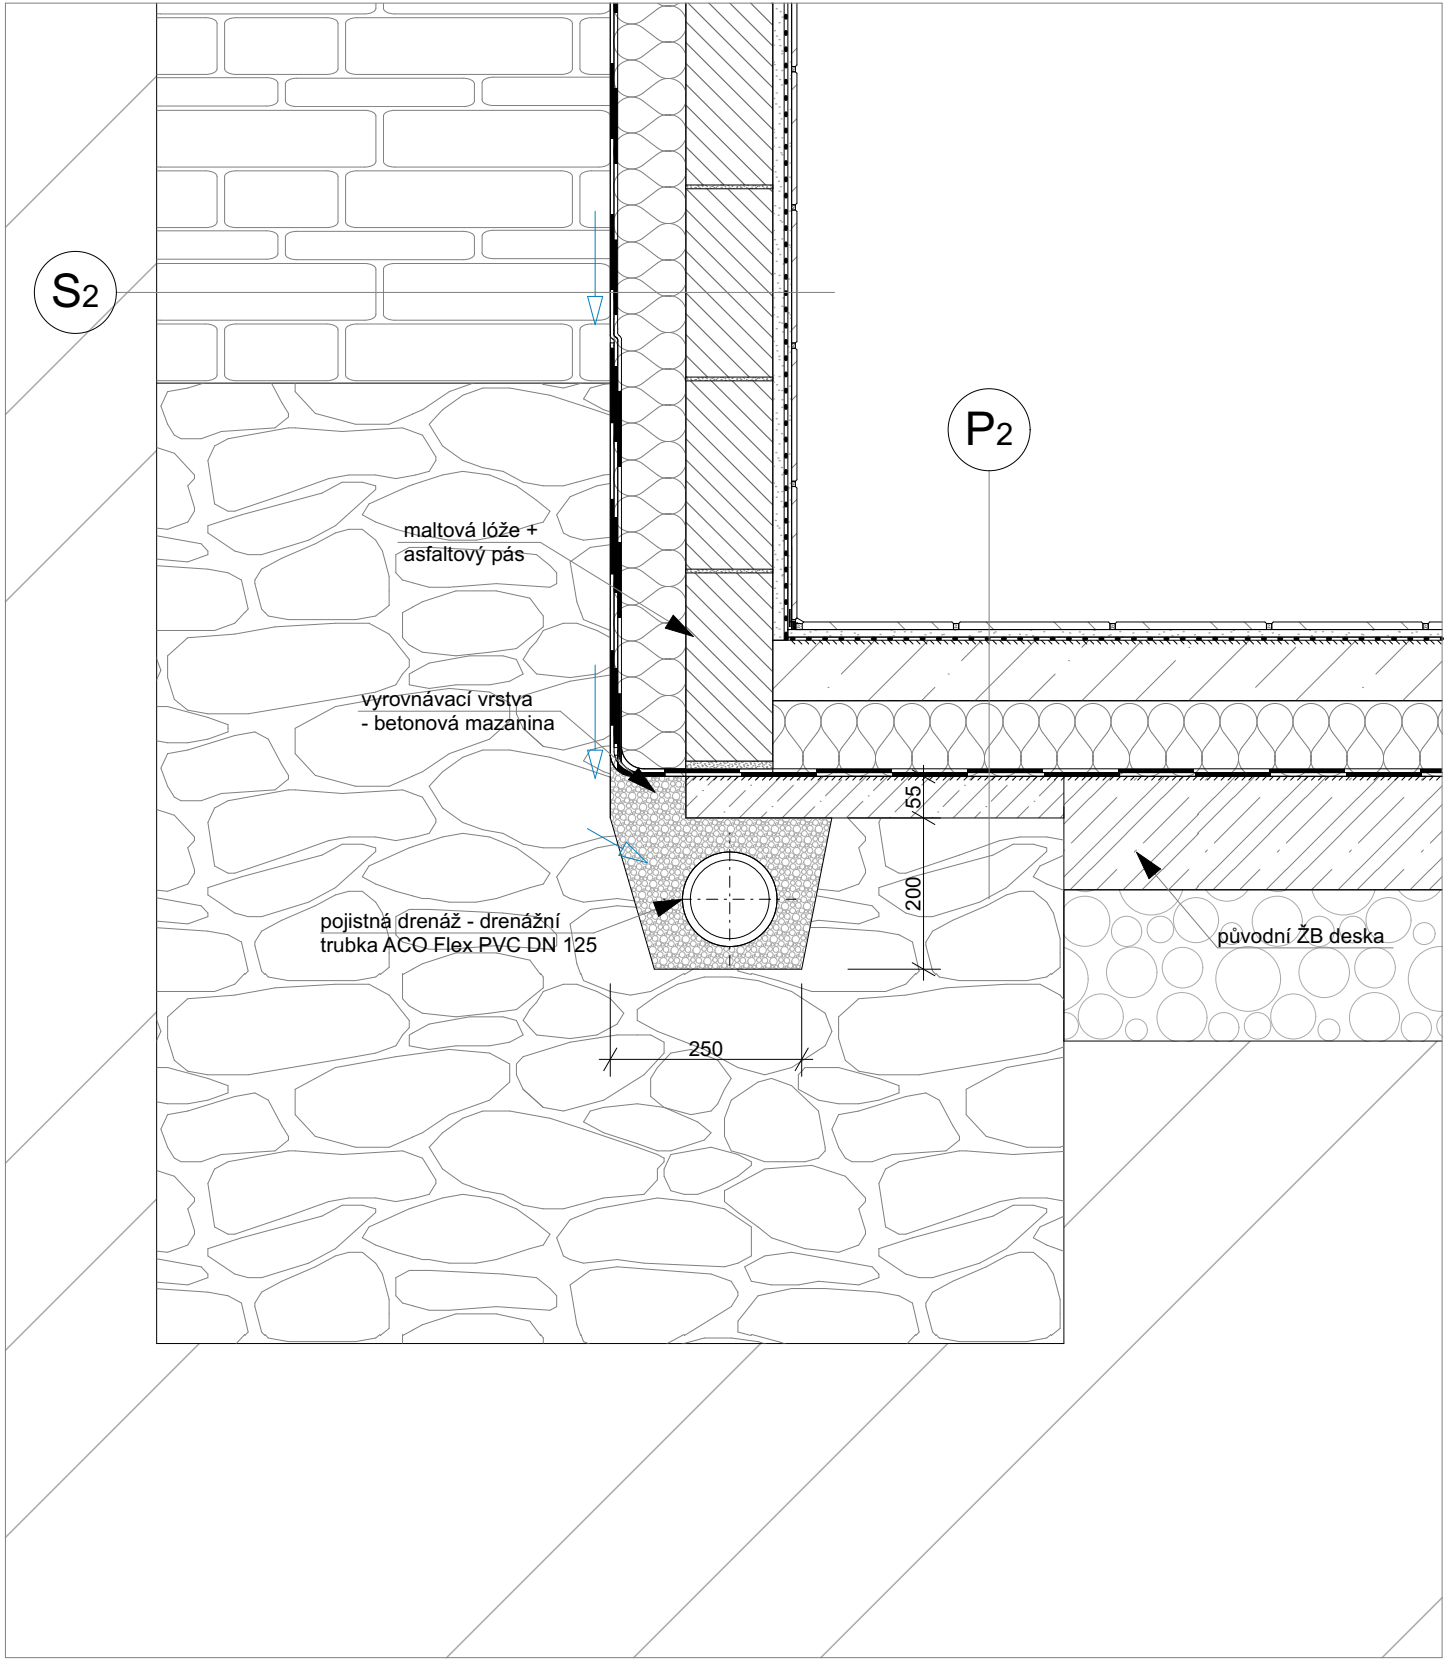 S2
P2
maltová lóže +
asfaltový pás
vyrovnávací vrstva
- betonová mazanina
55
200
pojistná drenáž - drenážní
trubka ACO Flex PVC DN 125
původní ŽB deska
250